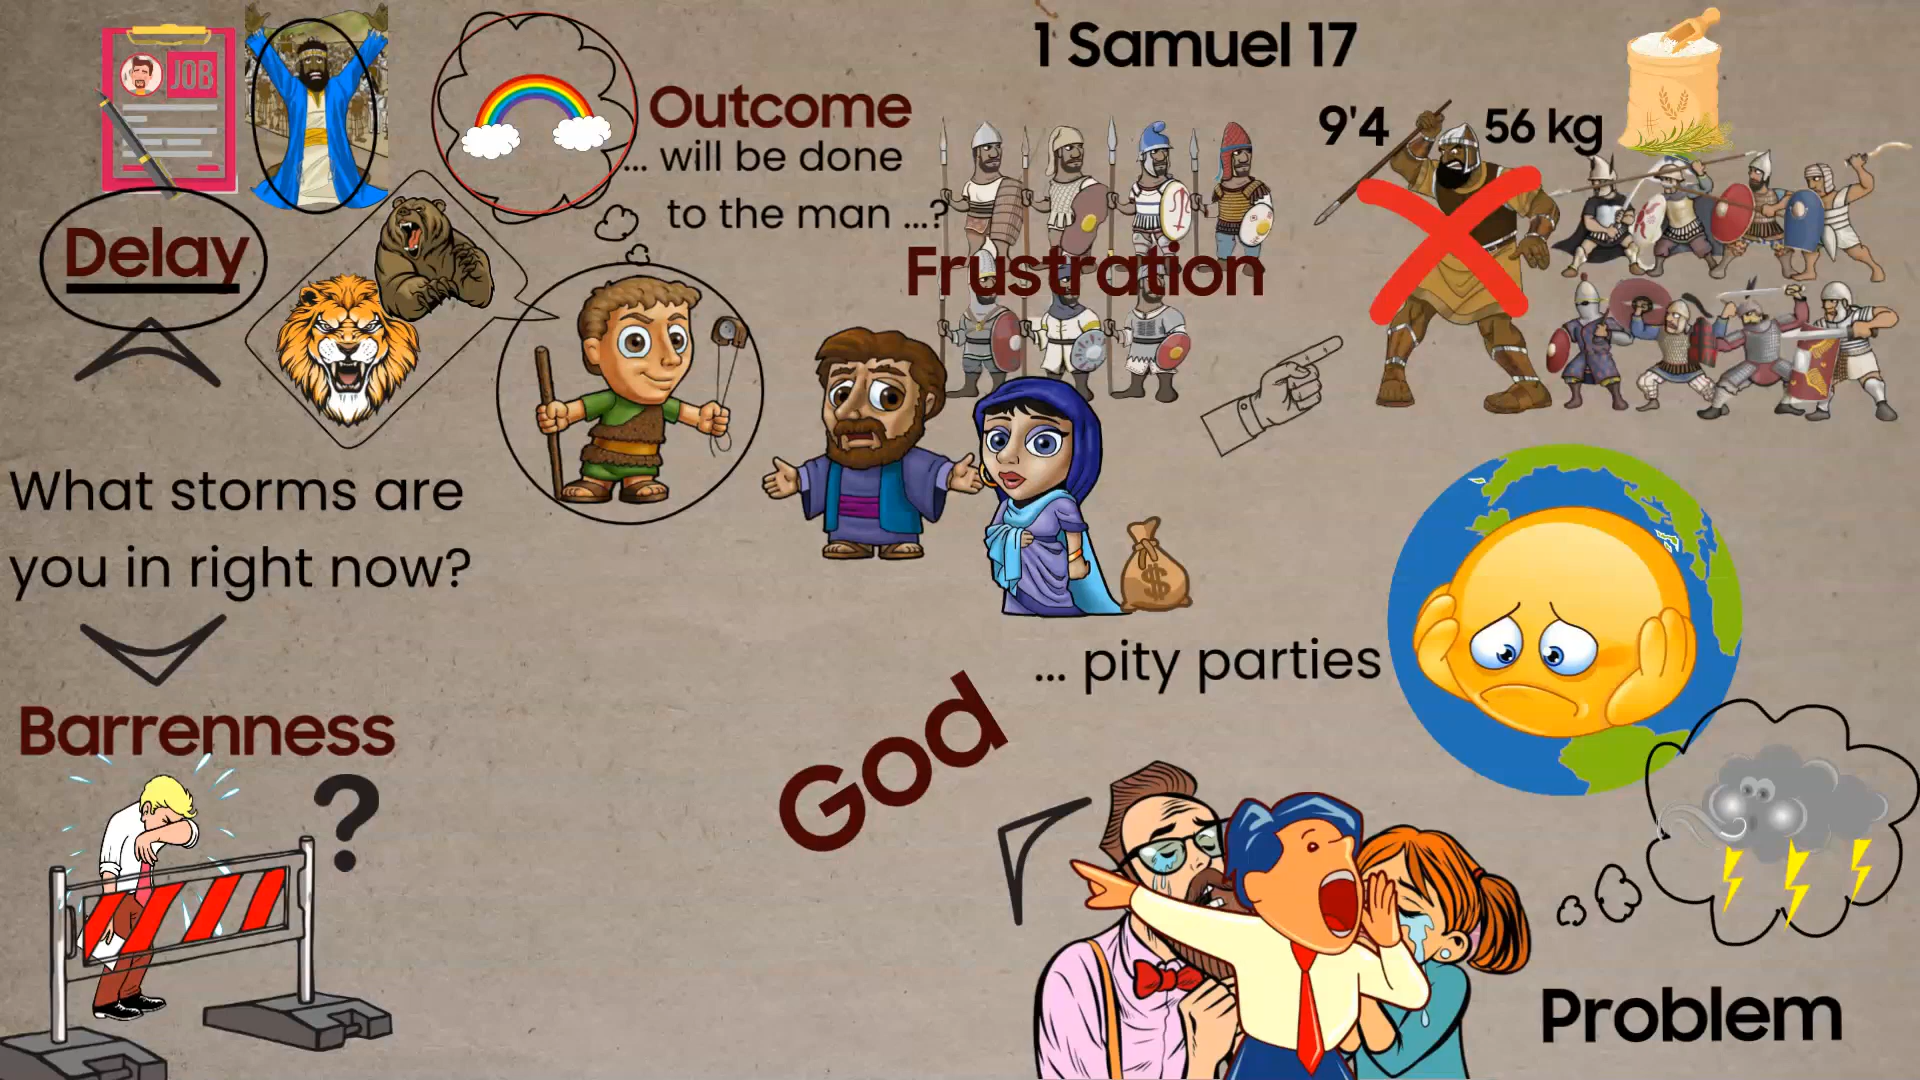 1 Samuel 17
JOB
Outcome
... will be done
to the man ...?
9'4
56 kg
Delay
Frustration
What storms are
you in right now?
$
... pity parties
Barrenness
?
God
Problem